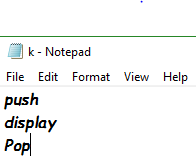 k - Notepad
File Edit Format View Help
push
display
Pop